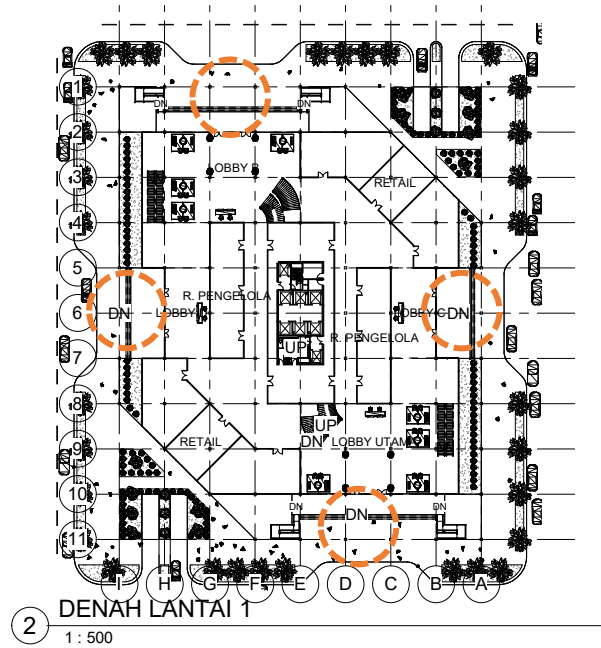 1
DN
DN
2
LOBBY B
3
RETAIL
4
5
R. PENGELOLA
6
DN
LOBBY
LOBBY C
DN
R. PENGELOLA
UP
7
8
UP
9
RETAIL
DN
LOBBY UTAM
10
DN
DN
DN
11
I
H
G
F
E
D
C
B
A
2
DENAH LANTAI 1
1 : 500